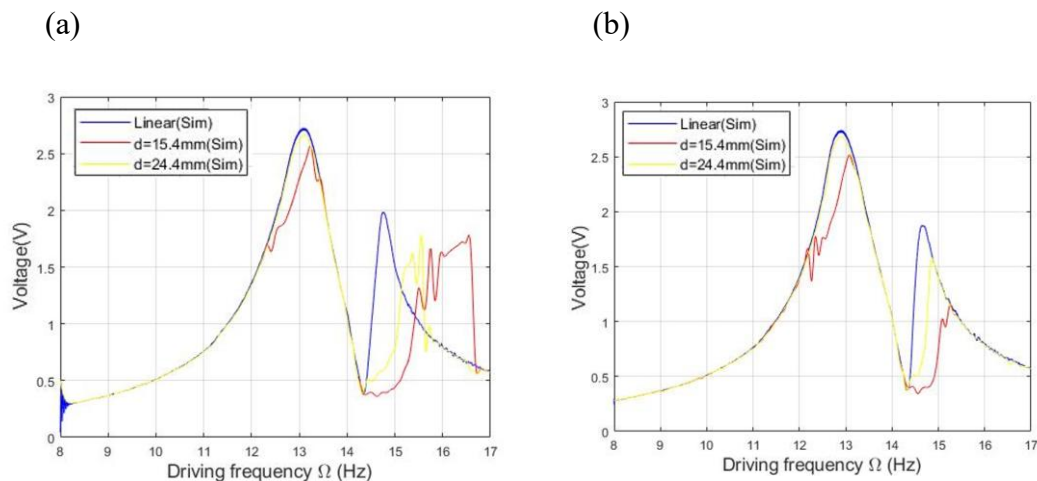 (a)
(b)
3
2.5
2
1.5
1
0.5
0
Voltage(V)
Linear(Sim)
d=15.4mm(Sim)
d=24.4mm(Sim)
8 9 10 11 12 13 14 15 16 17
Driving frequency Ω (Hz)
3
2.5
2
1.5
1
0.5
0
Voltage(V)
Linear(Sim)
d=15.4mm(Sim)
d=24.4mm(Sim)
8 9 10 11 12 13 14 15 16 17
Driving frequency Ω (Hz)